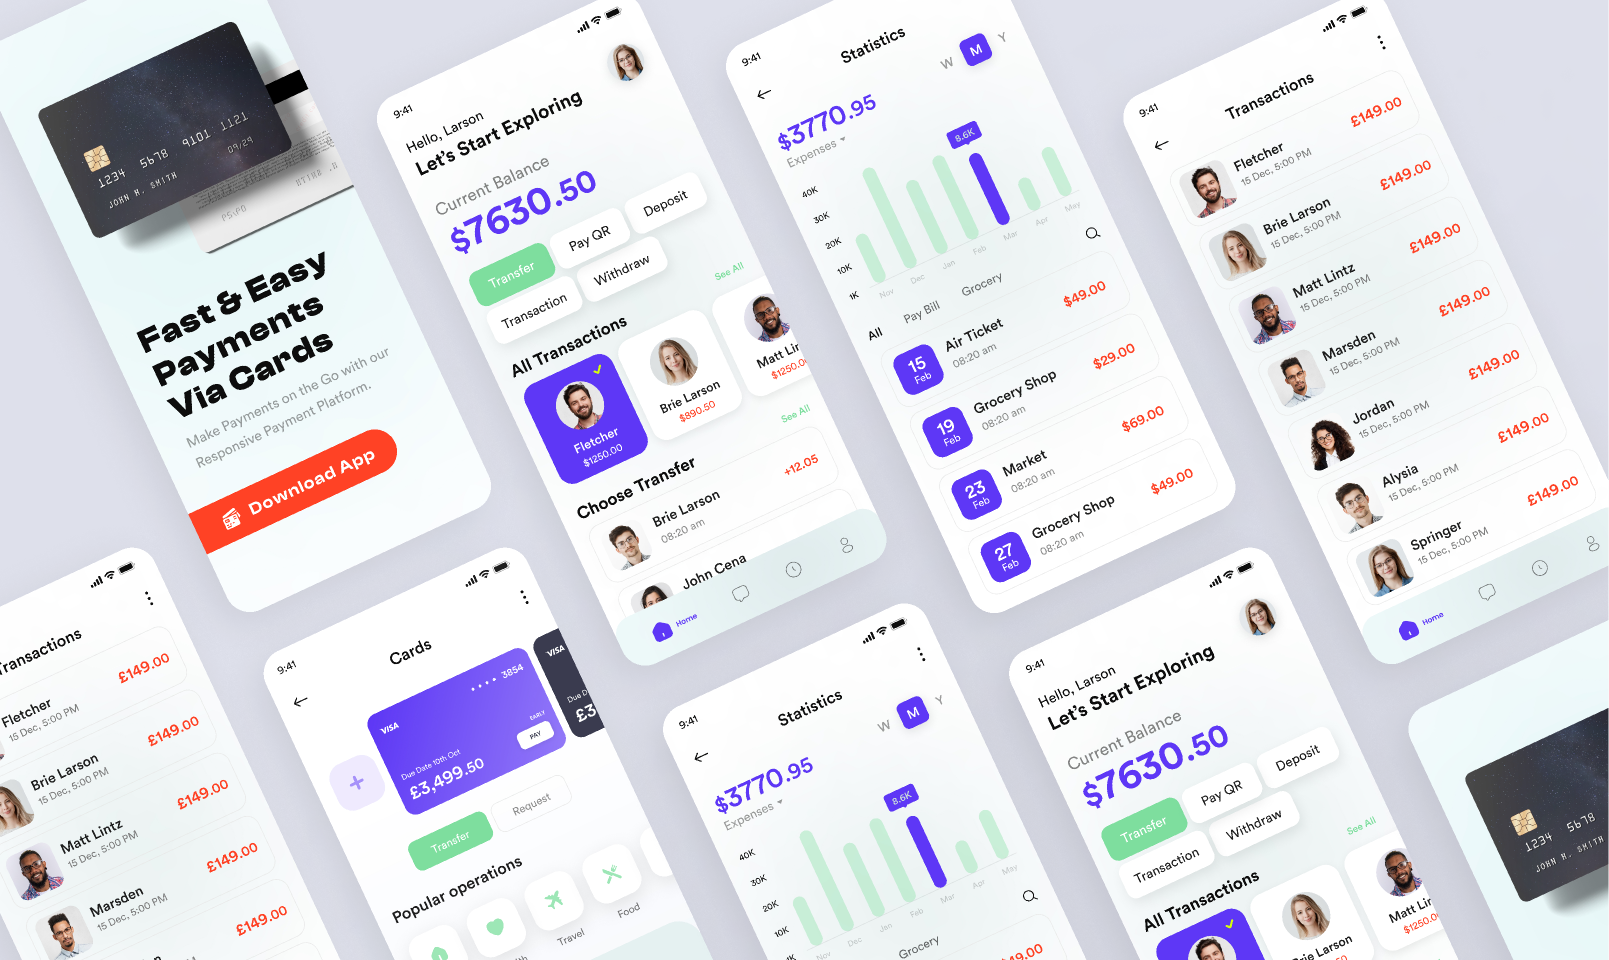 1234 5678 9101 1121
09/29
JOHN M. SMITH
Fast & Easy
Payments
Via Cards
Make Payments on the Go with our
Responsive Payment Platform.
Download App
9:41
Hello, Larson
Let's Start Exploring
Current Balance
$7630.50
Transfer
Pay QR
Deposit
Transaction
Withdraw
All Transactions
See All
Fletcher
$1250.00
Brie Larson
$890.50
Matt Lin
$1250.0
Choose Transfer
See All
Brie Larson
08:20 am
+12.05
John Cena
Home
9:41
Statistics
W
M
Y
$3770.95
Expenses
8.6K
40K
30K
20K
10K
1K
Nov
Dec
Jan
Feb
Mar
Apr
May
All
Pay Bill
Grocery
15
Feb
Air Ticket
08:20 am
$49.00
19
Feb
Grocery Shop
08:20 am
$29.00
23
Feb
Market
08:20 am
$69.00
27
Feb
Grocery Shop
08:20 am
$49.00
9:41
Transactions
Fletcher
15 Dec, 5:00 PM
£149.00
Brie Larson
15 Dec, 5:00 PM
£149.00
Matt Lintz
15 Dec, 5:00 PM
£149.00
Marsden
15 Dec, 5:00 PM
£149.00
Jordan
15 Dec, 5:00 PM
£149.00
Alysia
15 Dec, 5:00 PM
£149.00
Springer
15 Dec, 5:00 PM
£149.00
Home
Transactions
Fletcher
15 Dec, 5:00 PM
£149.00
Brie Larson
15 Dec, 5:00 PM
£149.00
Matt Lintz
15 Dec, 5:00 PM
£149.00
Marsden
15 Dec, 5:00 PM
£149.00
£149.00
9:41
Cards
VISA
3854
Due Date 10th Oct
£3,499.50
EARLY
PAY
VISA
Due D
£3
Transfer
Request
Popular operations
Travel
Food
9:41
Statistics
W
M
Y
$3770.95
Expenses
8.6K
40K
30K
20K
10K
1K
Nov
Dec
Jan
Feb
Mar
Apr
May
Grocery
9:41
Hello, Larson
Let's Start Exploring
Current Balance
$7630.50
Transfer
Pay QR
Deposit
Transaction
Withdraw
All Transactions
See All
Brie Larson
Matt Lin
$1250.0
1234 5678
JOHN M. SMITH